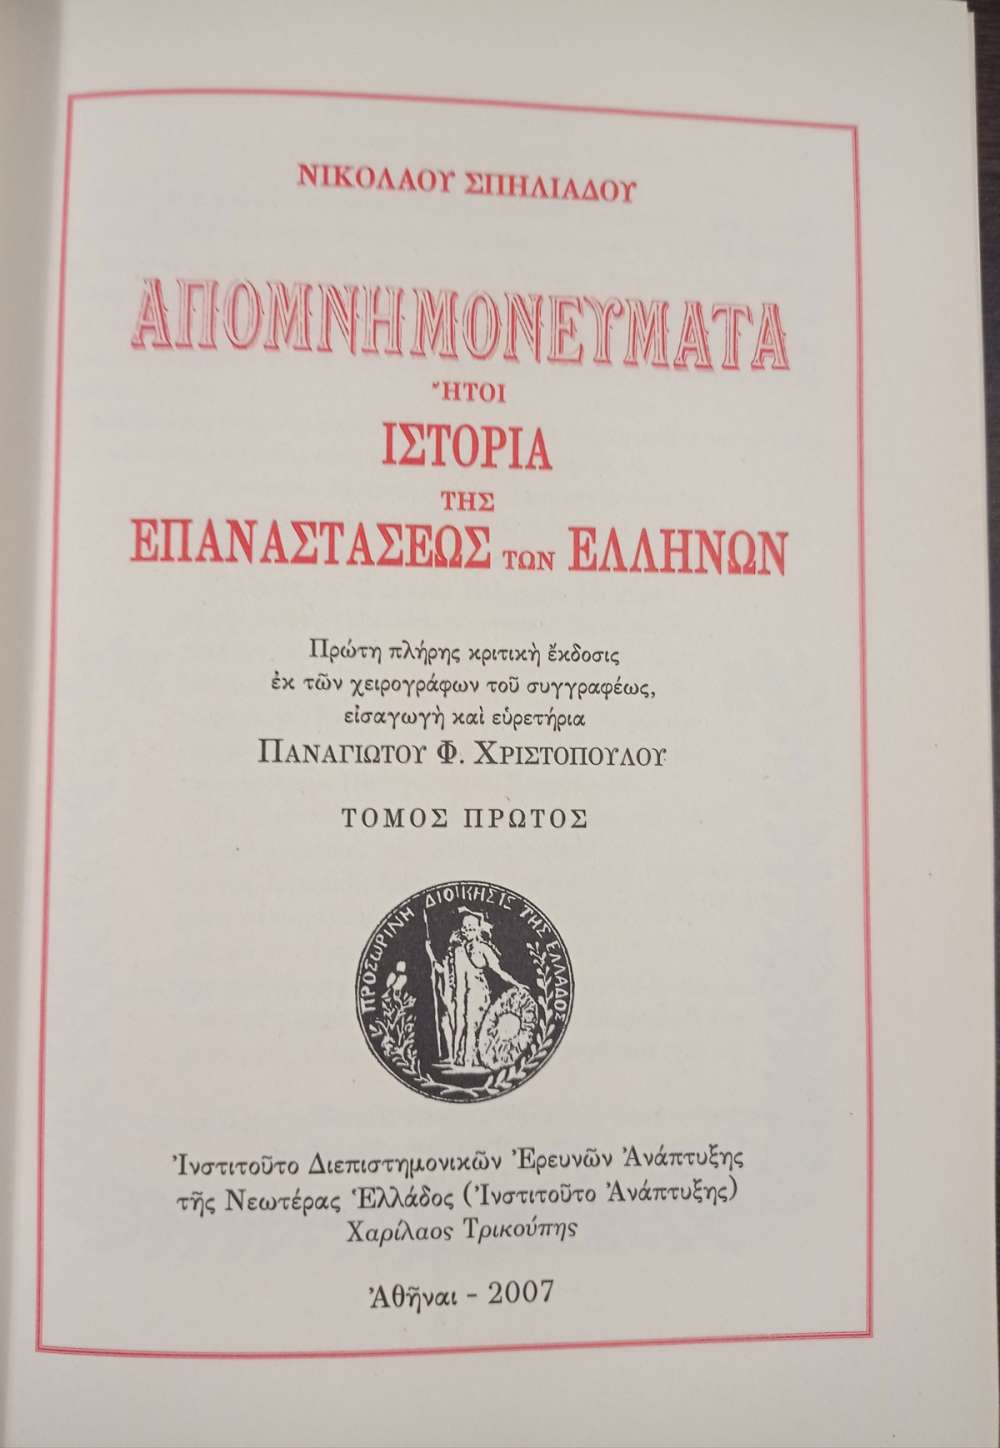 ΝΙΚΟΛΑΟΥ ΣΠΗΛΙΑΔΟΥ
ΑΠΟΜΝΗΜΟΝΕΥΜΑΤΑ
ἬΤΟΙ
ΙΣΤΟΡΙΑ
ΤΗΣ
ΕΠΑΝΑΣΤΑΣΕΩΣ ΤΩΝ ΕΛΛΗΝΩΝ
Πρώτη πλήρης κριτικὴ ἔκδοσις
ἐκ τῶν χειρογράφων τοῦ συγγραφέως,
εἰσαγωγὴ καὶ εὑρετήρια
ΠΑΝΑΓΙΩΤΟΥ Φ. ΧΡΙΣΤΟΠΟΥΛΟΥ
ΤΟΜΟΣ ΠΡΩΤΟΣ
ΠΡΟΣΩΡΙΝΗ ΔΙΟΙΚΗΣΙΣ ΤΗΣ ΕΛΛΑΔΟΣ
Ἰνστιτοῦτο Διεπιστημονικῶν Ἐρευνῶν Ἀνάπτυξης
τῆς Νεωτέρας Ἑλλάδος (Ἰνστιτοῦτο Ἀνάπτυξης)
Χαρίλαος Τρικούπης
Ἀθῆναι - 2007